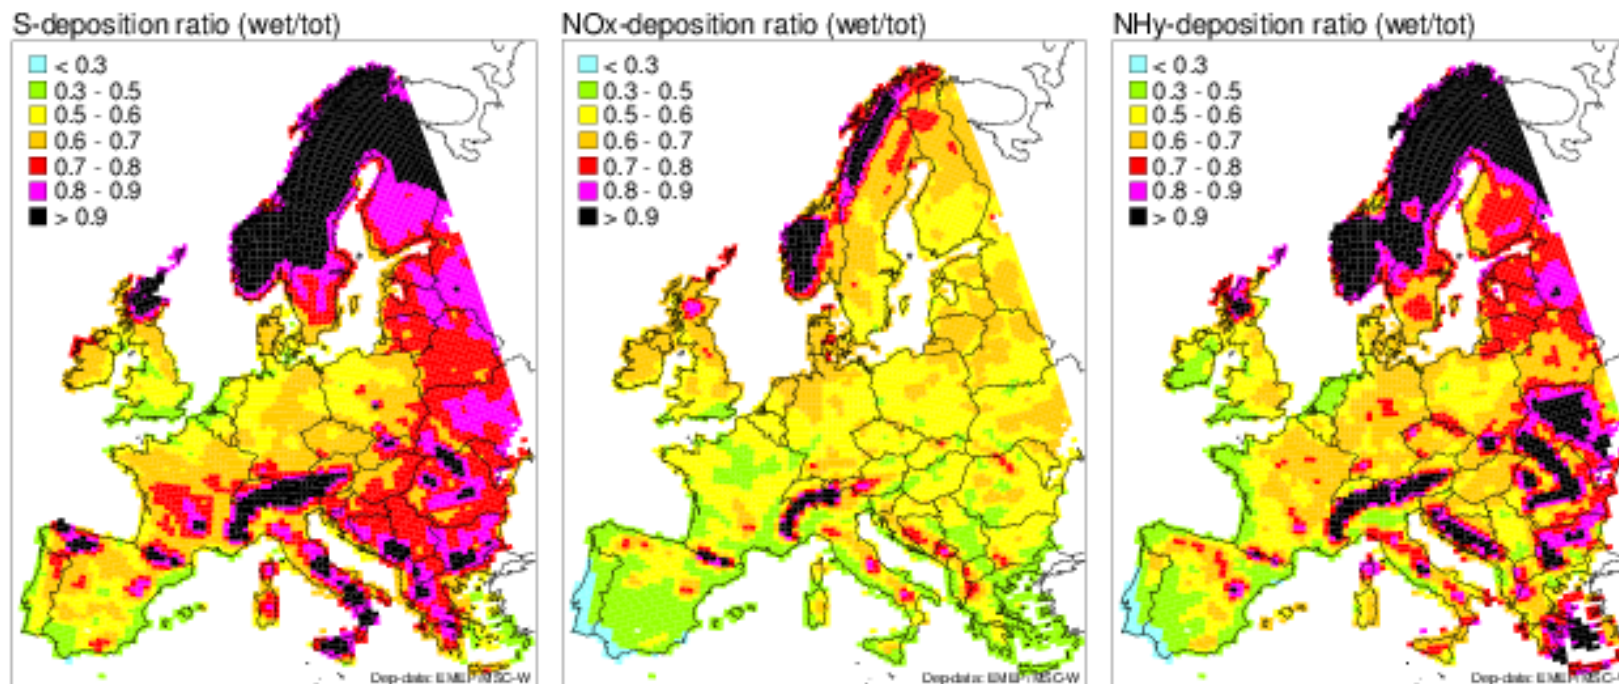 S-deposition ratio (wet/tot)
< 0.3
0.3 - 0.5
0.5 - 0.6
0.6 - 0.7
0.7 - 0.8
0.8 - 0.9
> 0.9
Dep-data: EMEP/MSC-W
NOx-deposition ratio (wet/tot)
< 0.3
0.3 - 0.5
0.5 - 0.6
0.6 - 0.7
0.7 - 0.8
0.8 - 0.9
> 0.9
Dep-data: EMEP/MSC-W
NHy-deposition ratio (wet/tot)
< 0.3
0.3 - 0.5
0.5 - 0.6
0.6 - 0.7
0.7 - 0.8
0.8 - 0.9
> 0.9
Dep-data: EMEP/MSC-W